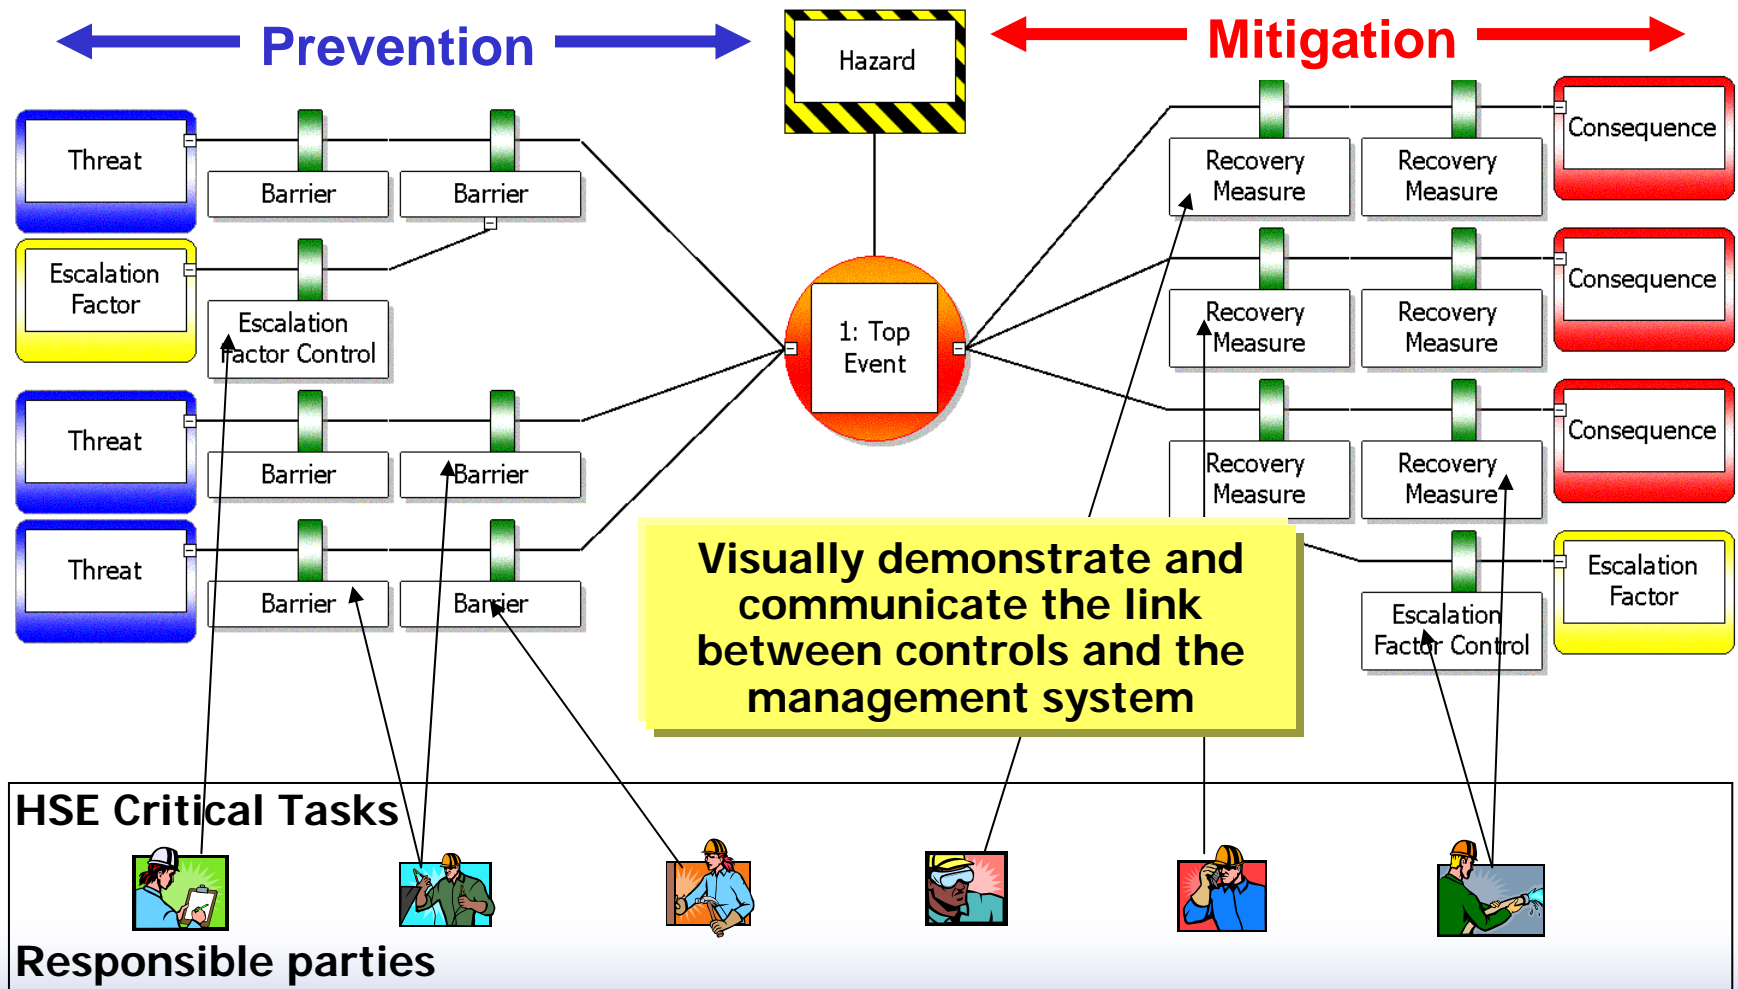 Prevention
Hazard
Mitigation
Threat
Barrier
Barrier
Recovery
Measure
Recovery
Measure
Consequence
Escalation
Factor
Escalation
Factor Control
1: Top
Event
Recovery
Measure
Recovery
Measure
Consequence
Threat
Barrier
Barrier
Recovery
Measure
Recovery
Measure
Consequence
Threat
Barrier
Barrier
Visually demonstrate and
communicate the link
between controls and the
management system
Escalation
Factor Control
Escalation
Factor
HSE Critical Tasks
Responsible parties